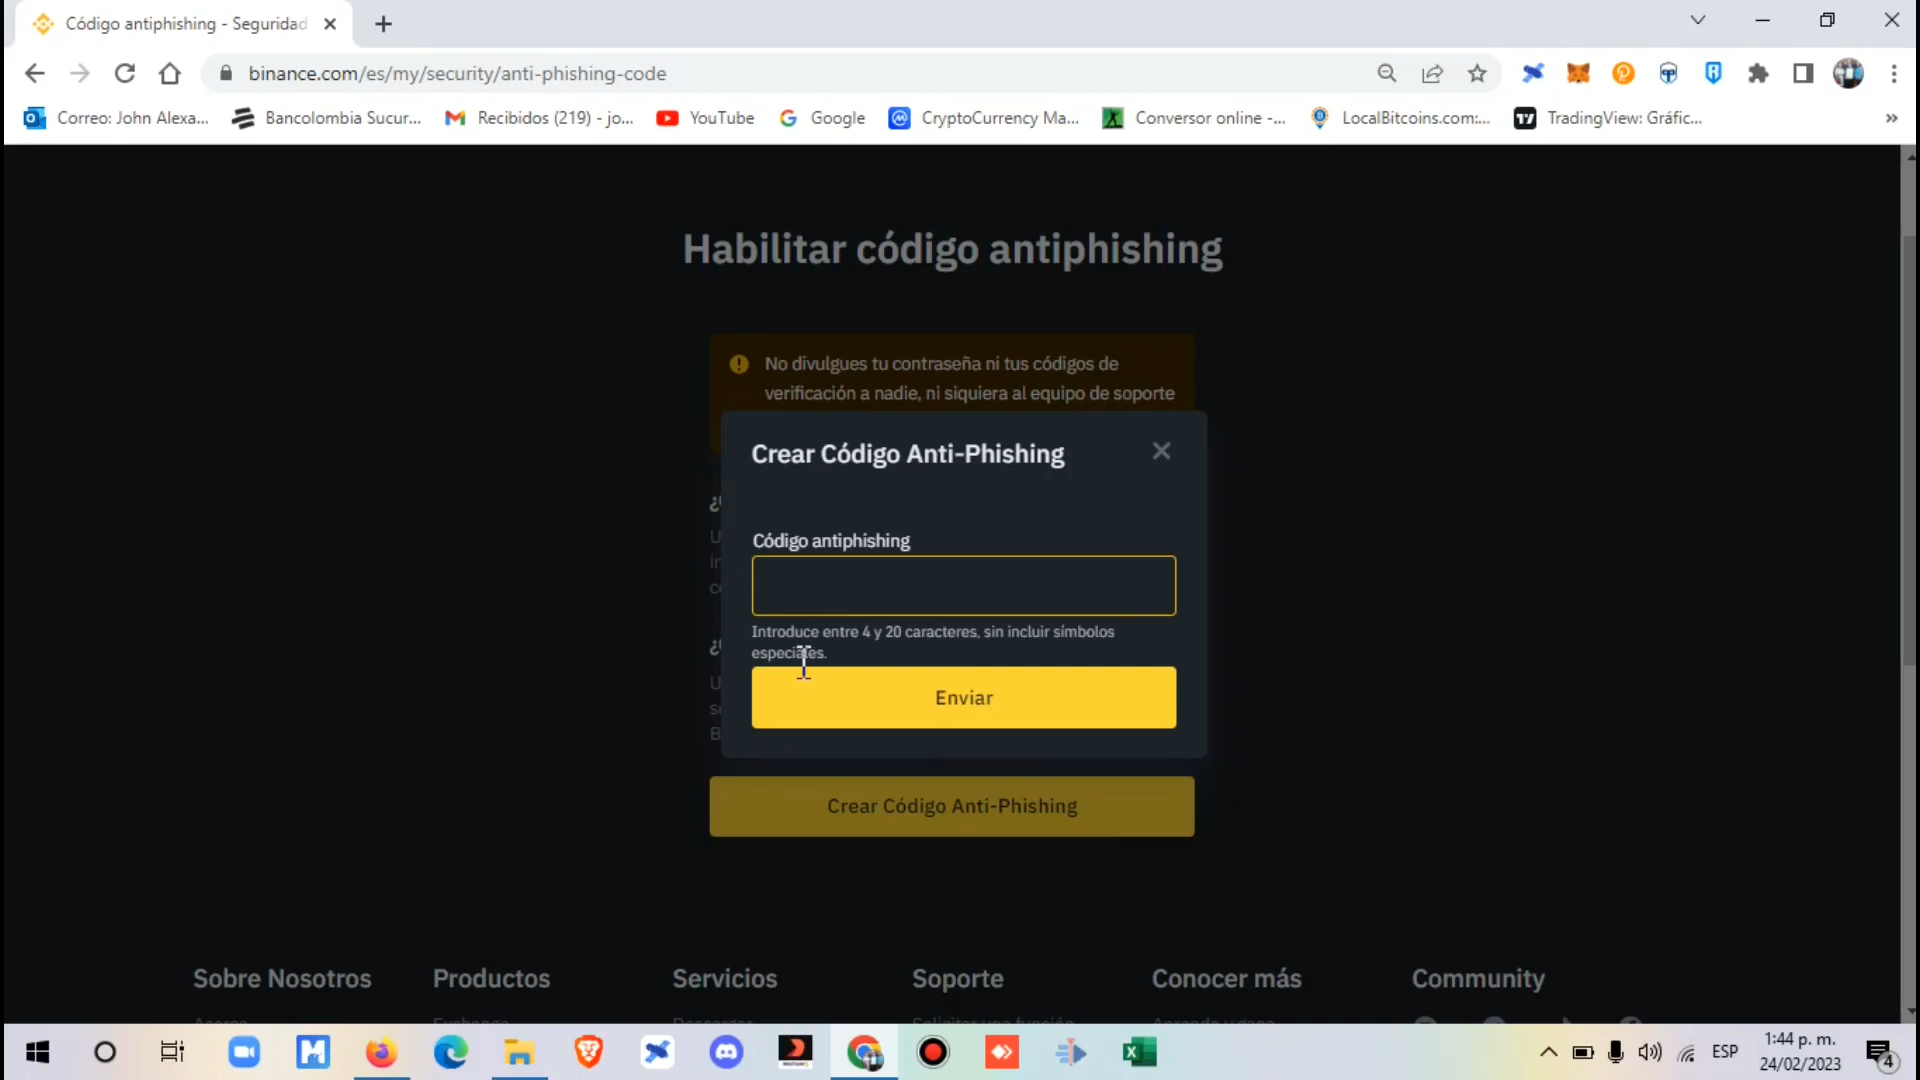 Código antiphishing - Seguridad
binance.com/es/my/security/anti-phishing-code
Correo: John Alexa...
Bancolombia Sucur...
Recibidos (219) - jo...
YouTube
Google
CryptoCurrency Ma...
Conversor online -...
LocalBitcoins.com:...
TradingView: Gráfic...
»
Habilitar código antiphishing
No divulgues tu contraseña ni tus códigos de
verificación a nadie, ni siquiera al equipo de soporte
Crear Código Anti-Phishing
Código antiphishing
Introduce entre 4 y 20 caracteres, sin incluir símbolos
especiales.
Enviar
Crear Código Anti-Phishing
Sobre Nosotros
Productos
Servicios
Soporte
Conocer más
Community
ESP
1:44 p. m.
24/02/2023
4